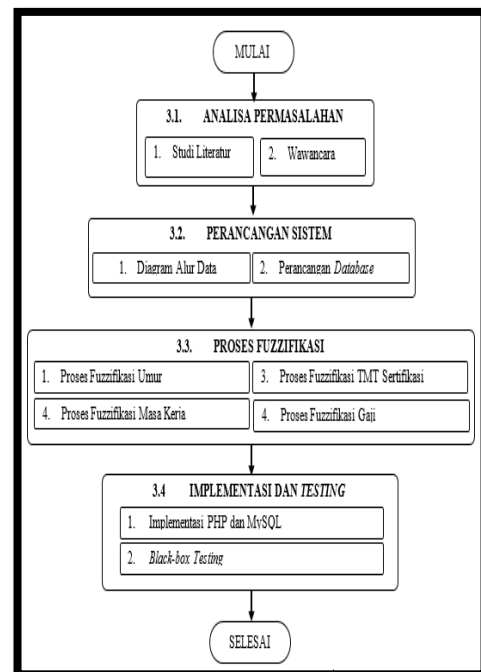 MULAI
3.1. ANALISA PERMASALAHAN
1. Studi Literatur
2. Wawancara
3.2. PERANCANGAN SISTEM
1. Diagram Alur Data
2. Perancangan Database
3.3. PROSES FUZZIFIKASI
1. Proses Fuzzifikasi Umur
3. Proses Fuzzifikasi TMT Sertifikasi
4. Proses Fuzzifikasi Masa Kerja
4. Proses Fuzzifikasi Gaji
3.4 IMPLEMENTASI DAN TESTING
1. Implementasi PHP dan MySQL
2. Black-box Testing
SELESAI